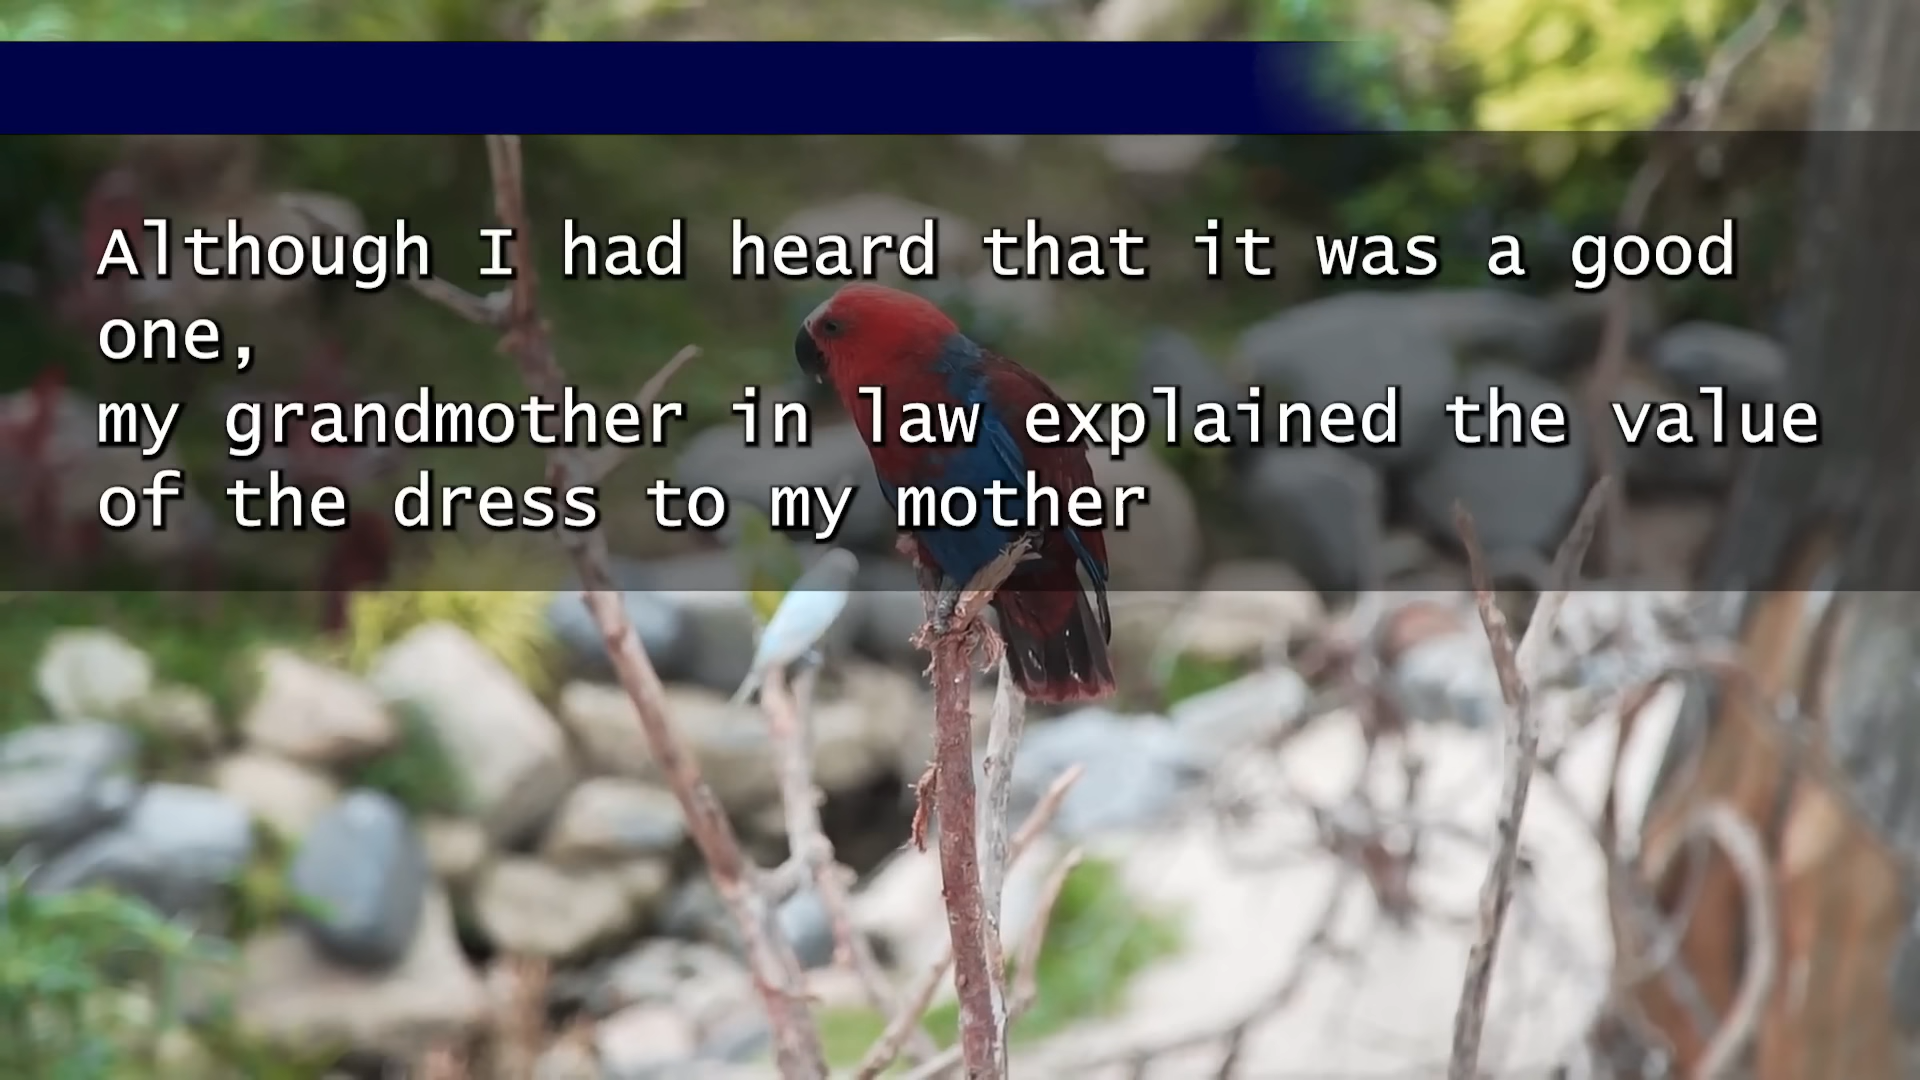 Although I had heard that it was a good
one,
my grandmother in law explained the value
of the dress to my mother